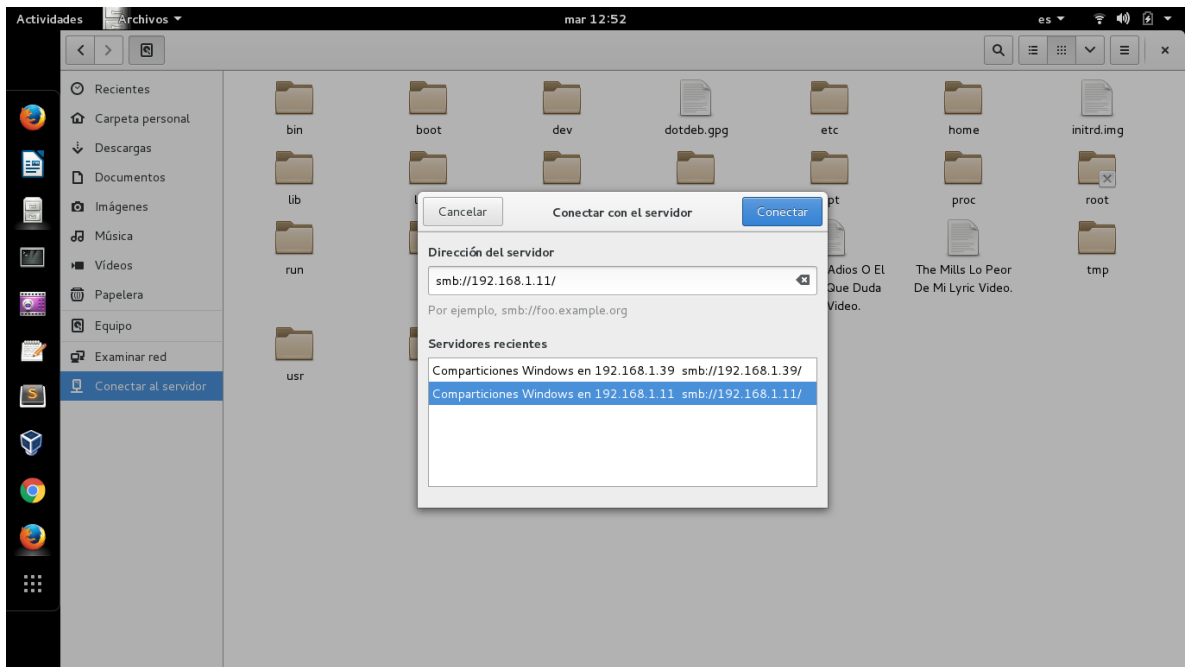 Actividades Archivos mar 12:52 es
Recientes
Carpeta personal
Descargas
Documentos
Imágenes
Música
Vídeos
Papelera
Equipo
Examinar red
Conectar al servidor
bin boot dev dotdeb.gpg etc home initrd.img
lib proc root
run Adios O El The Mills Lo Peor tmp
Que Duda De Mi Lyric Video.
Video.
usr
Cancelar Conectar con el servidor Conectar
Dirección del servidor
smb://192.168.1.11/
Por ejemplo, smb://foo.example.org
Servidores recientes
Comparticiones Windows en 192.168.1.39 smb://192.168.1.39/
Comparticiones Windows en 192.168.1.11 smb://192.168.1.11/